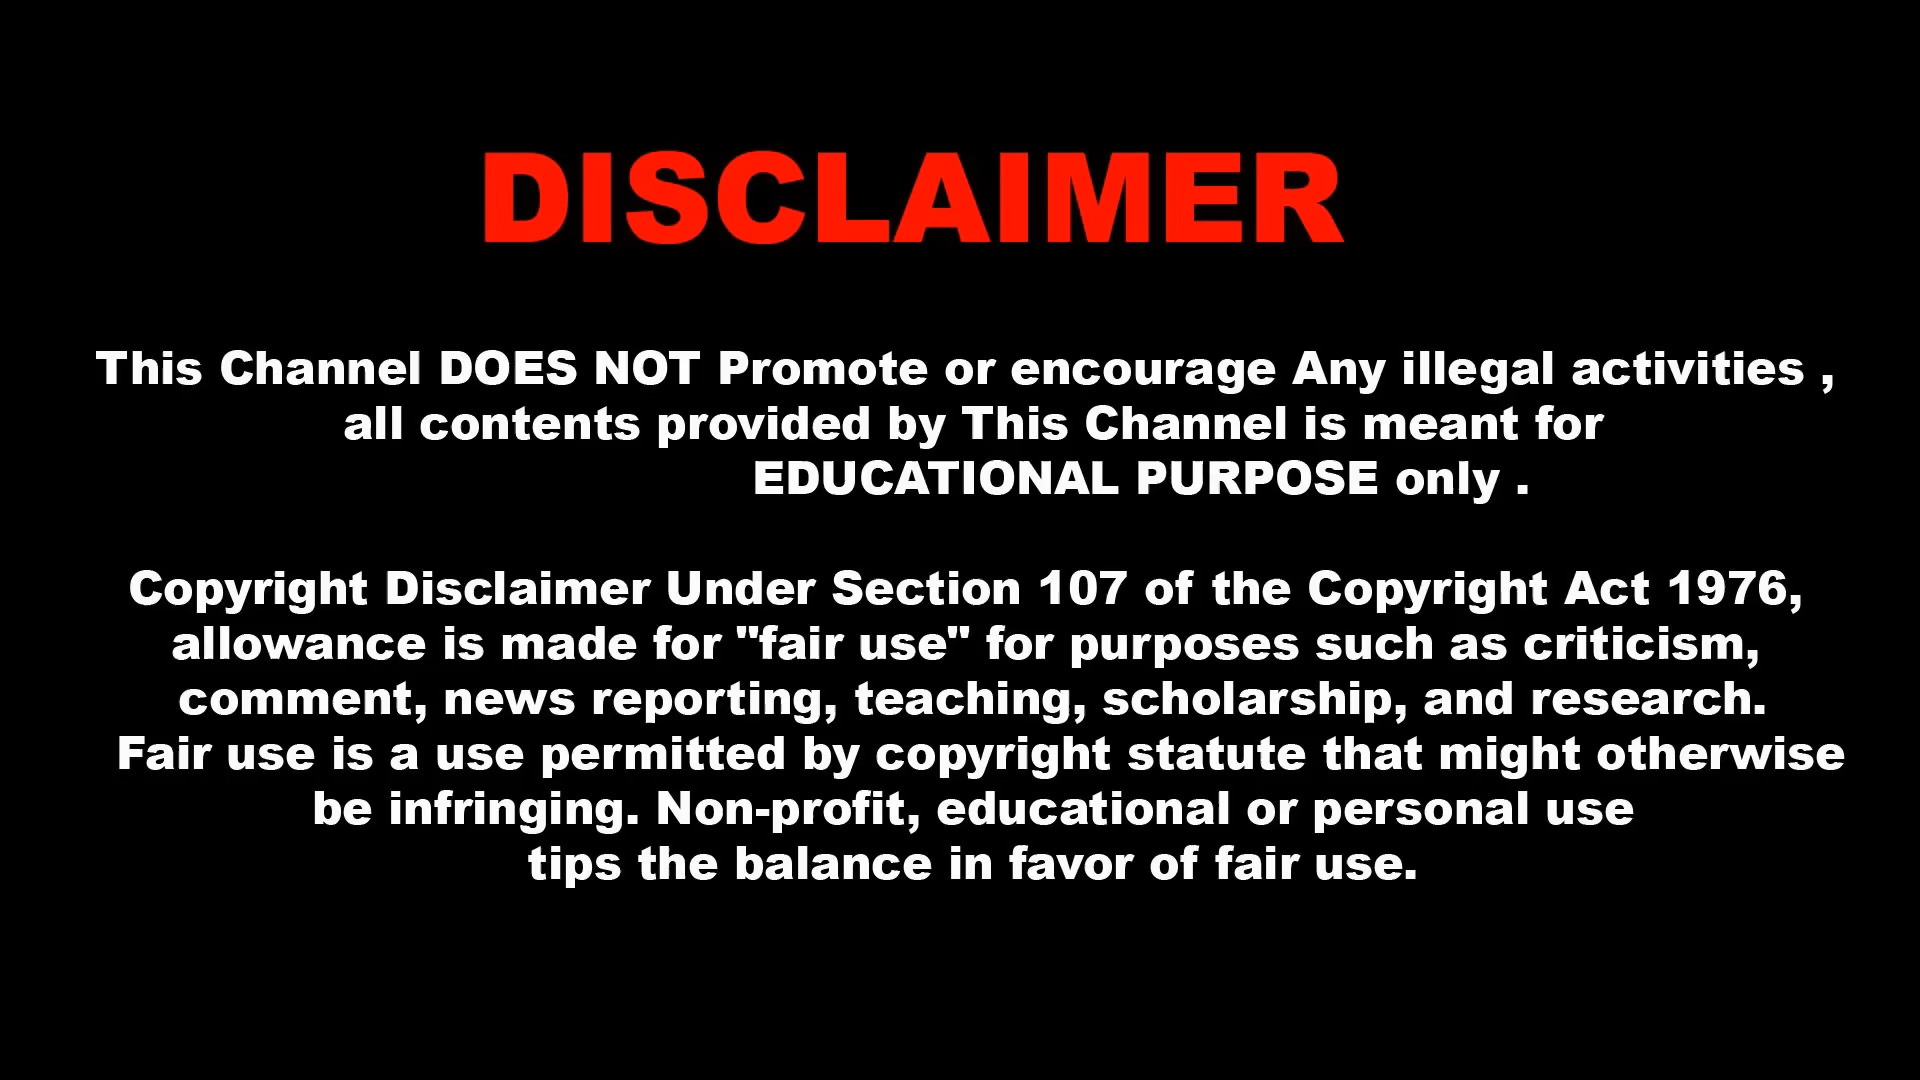 DISCLAIMER
This Channel DOES NOT Promote or encourage Any illegal activities ,
all contents provided by This Channel is meant for
EDUCATIONAL PURPOSE only .
Copyright Disclaimer Under Section 107 of the Copyright Act 1976,
allowance is made for "fair use" for purposes such as criticism,
comment, news reporting, teaching, scholarship, and research.
Fair use is a use permitted by copyright statute that might otherwise
be infringing. Non-profit, educational or personal use
tips the balance in favor of fair use.